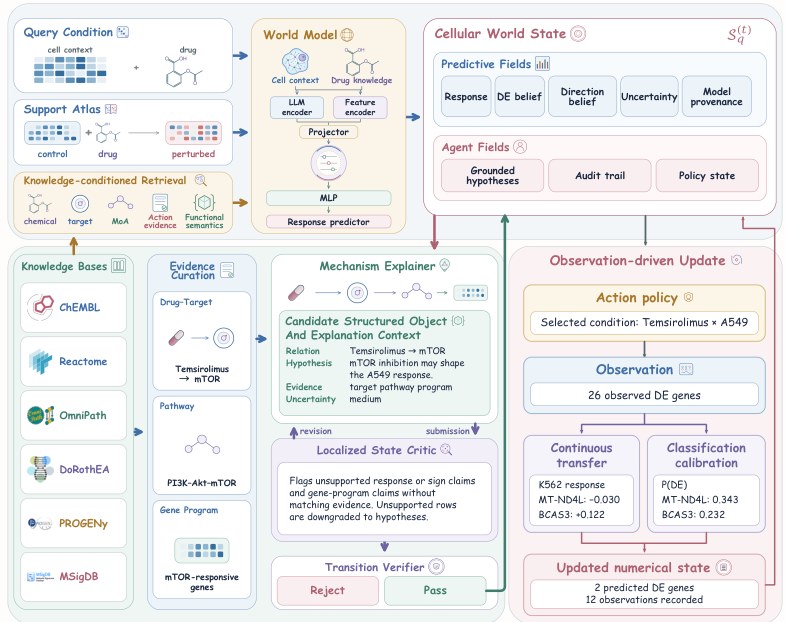 Query Condition
cell context
drug
+
Support Atlas
+
control
drug
perturbed
Knowledge-conditioned Retrieval
chemical
target
MoA
Action
evidence
Functional
semantics
World Model
Cell context
Drug knowledge
LLM
encoder
Feature
encoder
Projector
MLP
Response predictor
Cellular World State
S_q^(t)
Predictive Fields
Response
DE belief
Direction
belief
Uncertainty
Model
provenance
Agent Fields
Grounded
hypotheses
Audit trail
Policy state
Knowledge Bases
ChEMBL
Reactome
OmniPath
DoRothEA
PROGENy
MSigDB
Evidence
Curation
Drug-Target
Temsirolimus
→ mTOR
Pathway
PI3K-Akt-mTOR
Gene Program
mTOR-responsive
genes
Mechanism Explainer
Candidate Structured Object
And Explanation Context
Relation Temsirolimus → mTOR
Hypothesis mTOR inhibition may shape
the A549 response.
Evidence target pathway program
Uncertainty medium
revision
submission
Localized State Critic
Flags unsupported response or sign claims
and gene-program claims without
matching evidence. Unsupported rows
are downgraded to hypotheses.
Transition Verifier
Reject
Pass
Observation-driven Update
Action policy
Selected condition: Temsirolimus × A549
Observation
26 observed DE genes
Continuous
transfer
K562 response
MT-ND4L: −0.030
BCAS3: +0.122
Classification
calibration
P(DE)
MT-ND4L: 0.343
BCAS3: 0.232
Updated numerical state
2 predicted DE genes
12 observations recorded